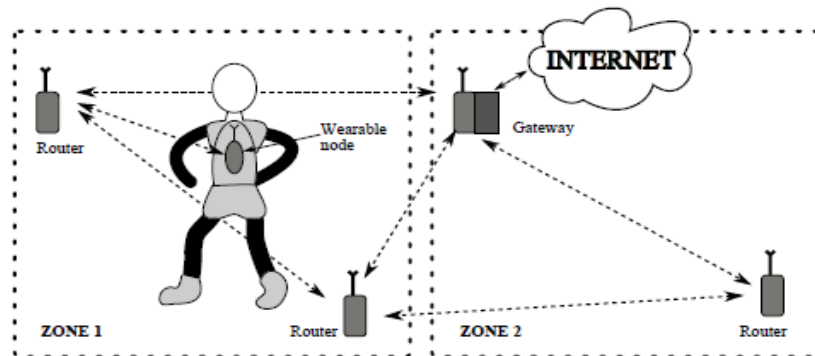 INTERNET
Router
Wearable
node
Gateway
ZONE 1
Router
ZONE 2
Router